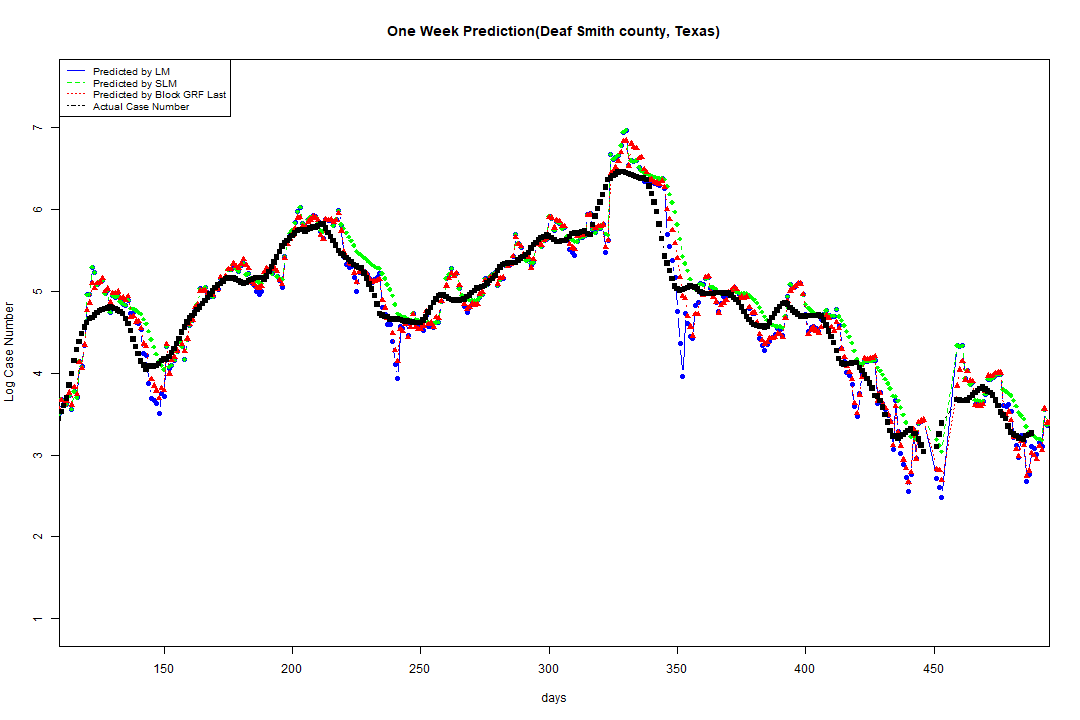 One Week Prediction(Deaf Smith county, Texas)
Predicted by LM
Predicted by SLM
Predicted by Block GRF Last
Actual Case Number
Log Case Number
7
6
5
4
3
2
1
150 200 250 300 350 400 450
days